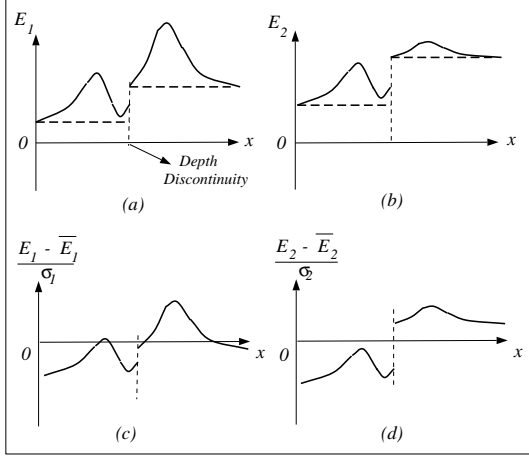 E1
0
x
Depth
Discontinuity
(a)
E2
0
x
(b)
E1 - E1
σ1
0
x
(c)
E2 - E2
σ2
0
x
(d)